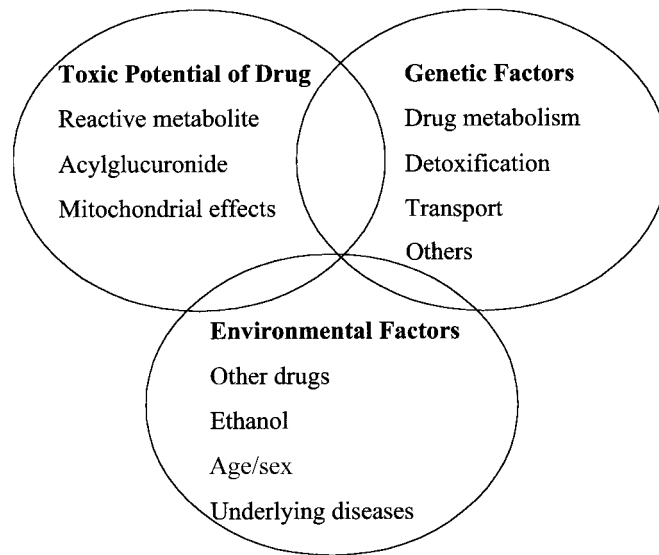 Toxic Potential of Drug
Reactive metabolite
Acylglucuronide
Mitochondrial effects
Genetic Factors
Drug metabolism
Detoxification
Transport
Others
Environmental Factors
Other drugs
Ethanol
Age/sex
Underlying diseases